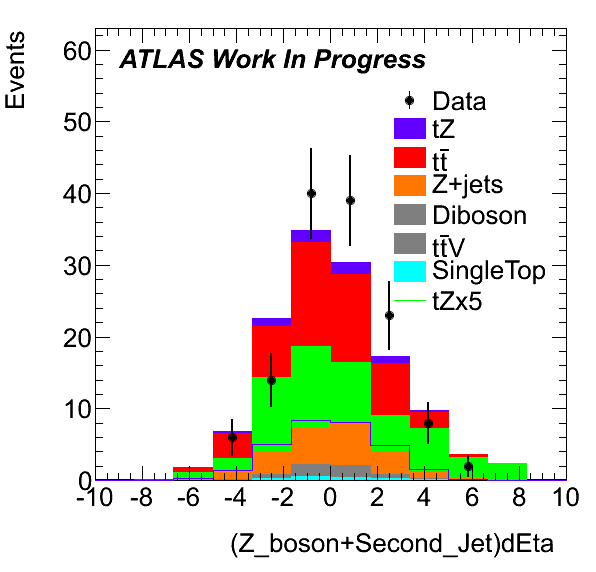 Events
ATLAS Work In Progress
60
50
40
30
20
10
0
Data
tZ
tt̄
Z+jets
Diboson
tt̄V
SingleTop
tZx5
-10 -8 -6 -4 -2 0 2 4 6 8 10
(Z_boson+Second_Jet)dEta